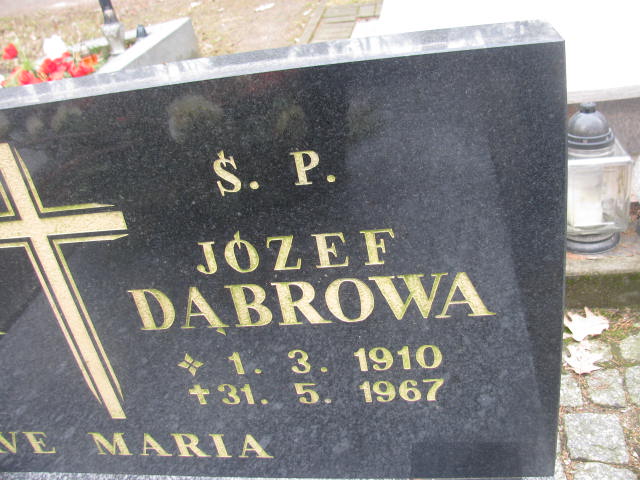 Ś. P.
JÓZEF
DĄBROWA
1. 3. 1910
31. 5. 1967
MARIA